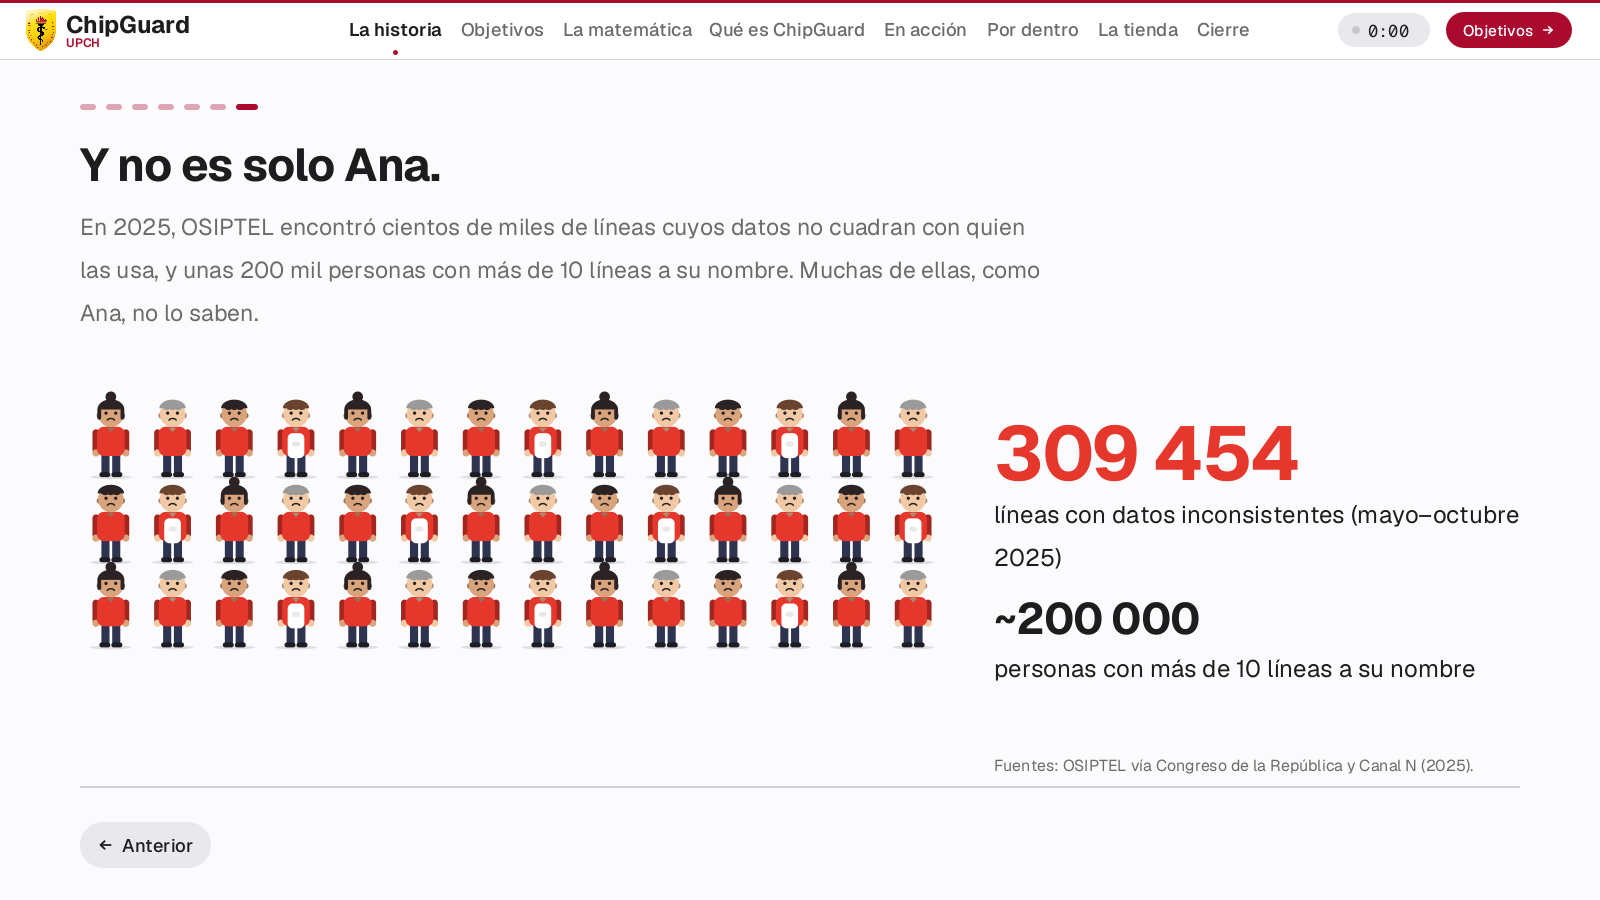 ChipGuard
UPCH
La historia
Objetivos
La matemática
Qué es ChipGuard
En acción
Por dentro
La tienda
Cierre
0:00
Objetivos →
Y no es solo Ana.
En 2025, OSIPTEL encontró cientos de miles de líneas cuyos datos no cuadran con quien
las usa, y unas 200 mil personas con más de 10 líneas a su nombre. Muchas de ellas, como
Ana, no lo saben.
309 454
líneas con datos inconsistentes (mayo–octubre
2025)
~200 000
personas con más de 10 líneas a su nombre
Fuentes: OSIPTEL vía Congreso de la República y Canal N (2025).
← Anterior